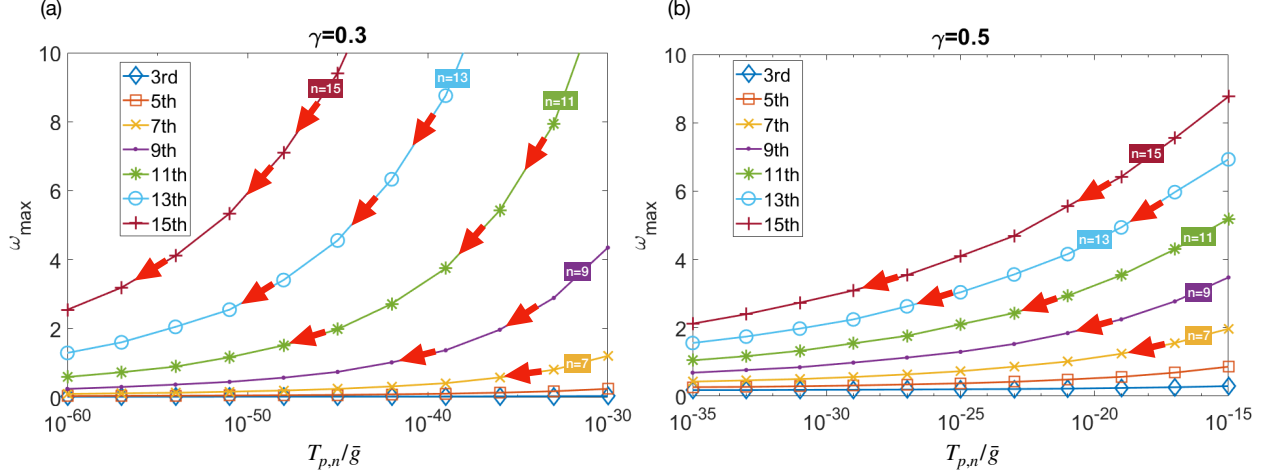 (a)
γ=0.3
10
8
6
4
2
0
ω_max
3rd
5th
7th
9th
11th
13th
15th
n=15
n=13
n=11
n=9
n=7
10^-60
10^-50
10^-40
10^-30
T_p,n/ḡ
(b)
γ=0.5
10
8
6
4
2
0
ω_max
3rd
5th
7th
9th
11th
13th
15th
n=15
n=13
n=11
n=9
n=7
10^-35
10^-30
10^-25
10^-20
10^-15
T_p,n/ḡ